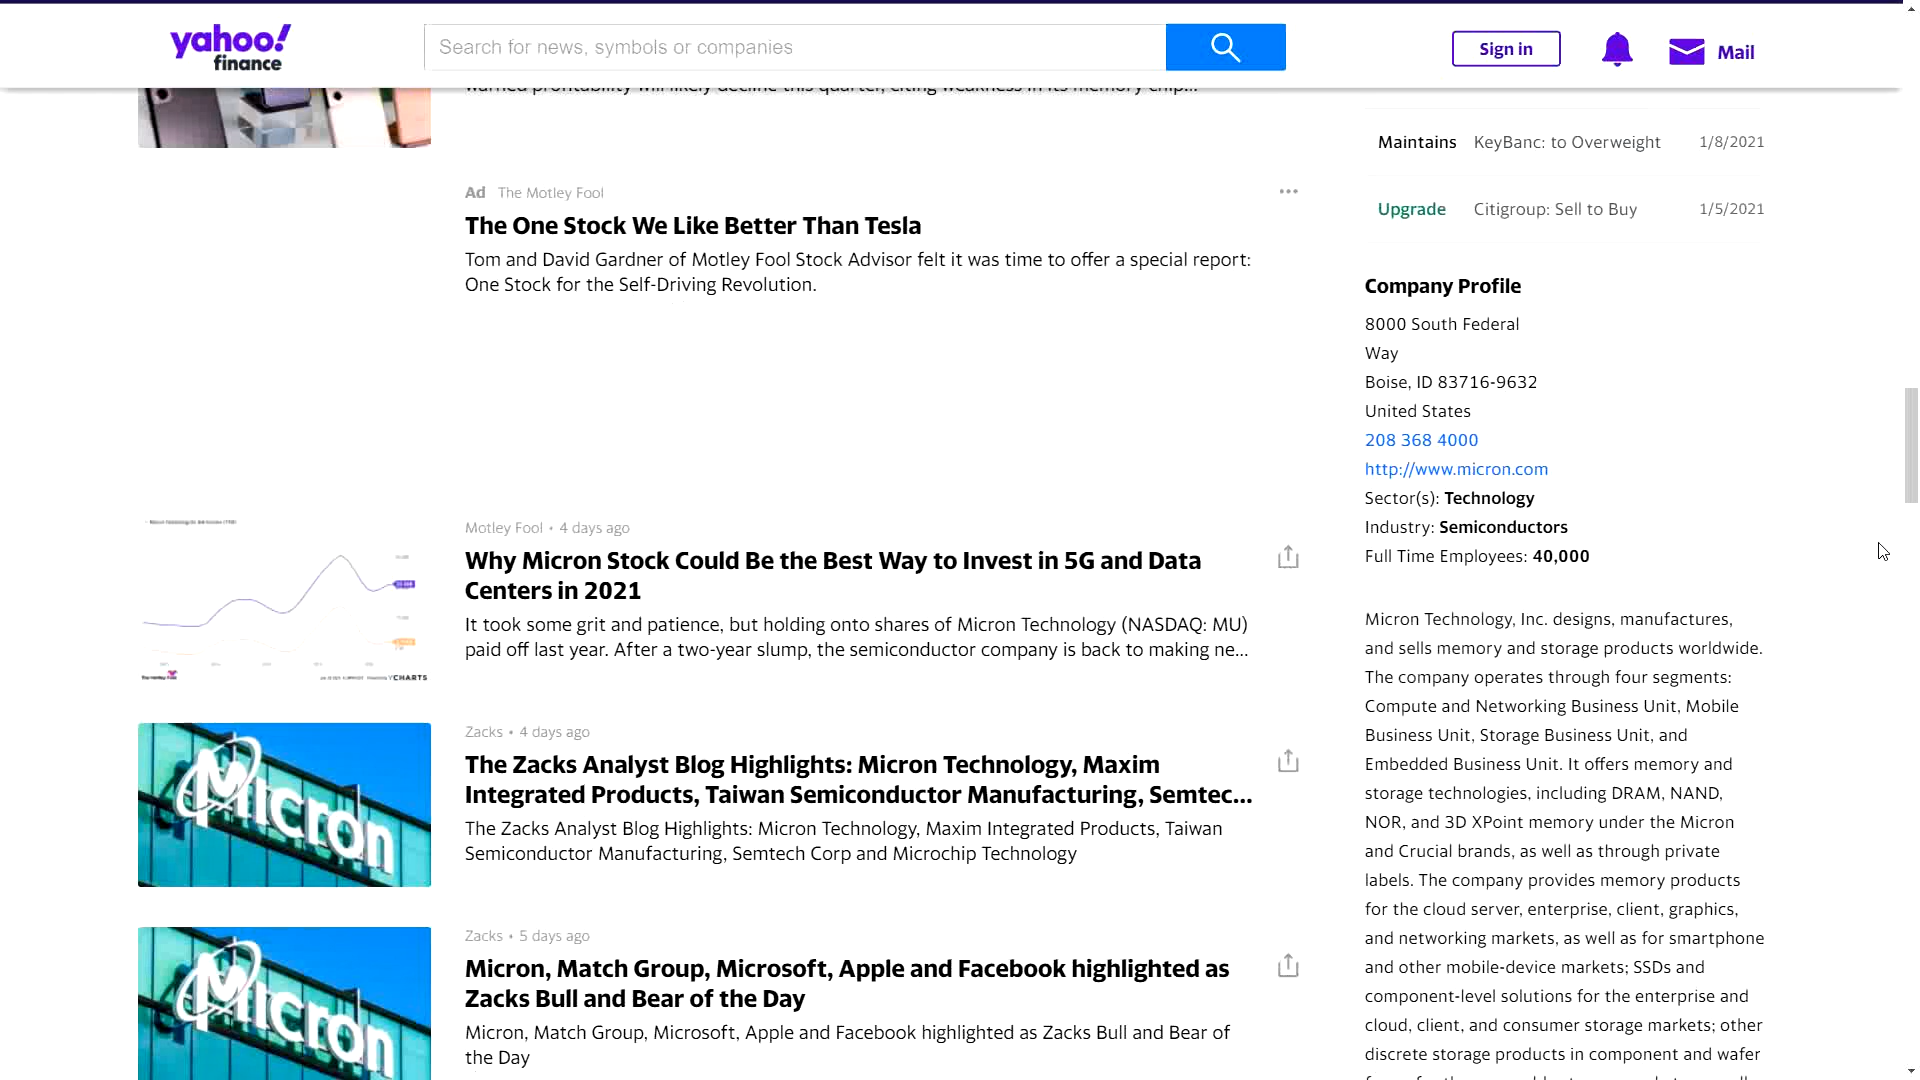 yahoo!
finance
Search for news, symbols or companies
Sign in
Mail
warned profitability will likely decline this quarter, citing weakness in its memory chip...
Ad The Motley Fool
The One Stock We Like Better Than Tesla
Tom and David Gardner of Motley Fool Stock Advisor felt it was time to offer a special report:
One Stock for the Self-Driving Revolution.
Motley Fool • 4 days ago
Why Micron Stock Could Be the Best Way to Invest in 5G and Data
Centers in 2021
It took some grit and patience, but holding onto shares of Micron Technology (NASDAQ: MU)
paid off last year. After a two-year slump, the semiconductor company is back to making ne...
YCHARTS
Zacks • 4 days ago
The Zacks Analyst Blog Highlights: Micron Technology, Maxim
Integrated Products, Taiwan Semiconductor Manufacturing, Semtec...
The Zacks Analyst Blog Highlights: Micron Technology, Maxim Integrated Products, Taiwan
Semiconductor Manufacturing, Semtech Corp and Microchip Technology
Micron
Zacks • 5 days ago
Micron, Match Group, Microsoft, Apple and Facebook highlighted as
Zacks Bull and Bear of the Day
Micron, Match Group, Microsoft, Apple and Facebook highlighted as Zacks Bull and Bear of
the Day
Micron
Maintains KeyBanc: to Overweight 1/8/2021
Upgrade Citigroup: Sell to Buy 1/5/2021
Company Profile
8000 South Federal
Way
Boise, ID 83716-9632
United States
208 368 4000
http://www.micron.com
Sector(s): Technology
Industry: Semiconductors
Full Time Employees: 40,000
Micron Technology, Inc. designs, manufactures,
and sells memory and storage products worldwide.
The company operates through four segments:
Compute and Networking Business Unit, Mobile
Business Unit, Storage Business Unit, and
Embedded Business Unit. It offers memory and
storage technologies, including DRAM, NAND,
NOR, and 3D XPoint memory under the Micron
and Crucial brands, as well as through private
labels. The company provides memory products
for the cloud server, enterprise, client, graphics,
and networking markets, as well as for smartphone
and other mobile-device markets; SSDs and
component-level solutions for the enterprise and
cloud, client, and consumer storage markets; other
discrete storage products in component and wafer